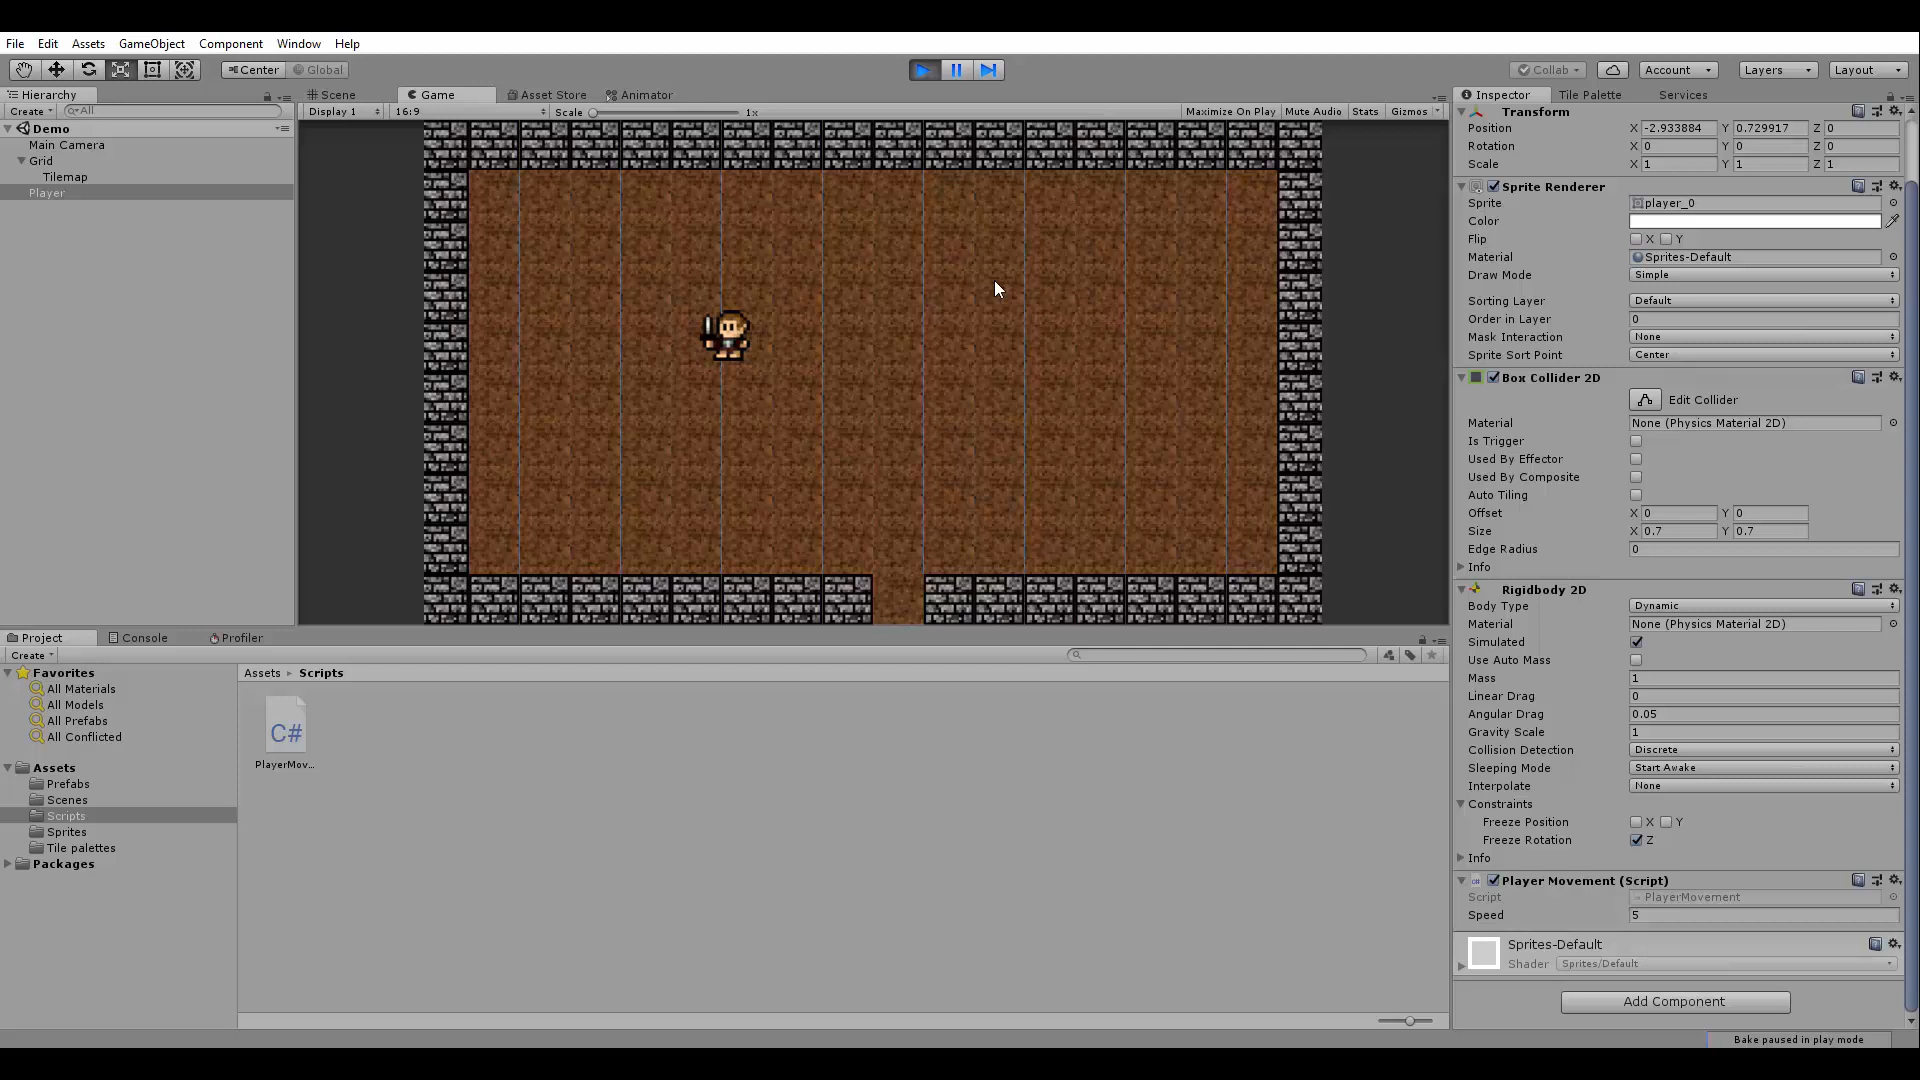 File Edit Assets GameObject Component Window Help
Center Global
Collab Account Layers Layout
Hierarchy
Create All
Demo
Main Camera
Grid
Tilemap
Player
Scene Game Asset Store Animator
Display 1 16:9 Scale 1x Maximize On Play Mute Audio Stats Gizmos
Inspector Tile Palette Services
Transform
Position X -2.933884 Y 0.729917 Z 0
Rotation X 0 Y 0 Z 0
Scale X 1 Y 1 Z 1
Sprite Renderer
Sprite player_0
Color
Flip X Y
Material Sprites-Default
Draw Mode Simple
Sorting Layer Default
Order in Layer 0
Mask Interaction None
Sprite Sort Point Center
Box Collider 2D
Edit Collider
Material None (Physics Material 2D)
Is Trigger
Used By Effector
Used By Composite
Auto Tiling
Offset X 0 Y 0
Size X 0.7 Y 0.7
Edge Radius 0
Info
Rigidbody 2D
Body Type Dynamic
Material None (Physics Material 2D)
Simulated
Use Auto Mass
Mass 1
Linear Drag 0
Angular Drag 0.05
Gravity Scale 1
Collision Detection Discrete
Sleeping Mode Start Awake
Interpolate None
Constraints
Freeze Position X Y
Freeze Rotation Z
Info
Player Movement (Script)
Script PlayerMovement
Speed 5
Sprites-Default
Shader Sprites/Default
Add Component
Project Console Profiler
Create
Favorites
All Materials
All Models
All Prefabs
All Conflicted
Assets
Prefabs
Scenes
Scripts
Sprites
Tile palettes
Packages
Assets Scripts
C#
PlayerMov...
Bake paused in play mode